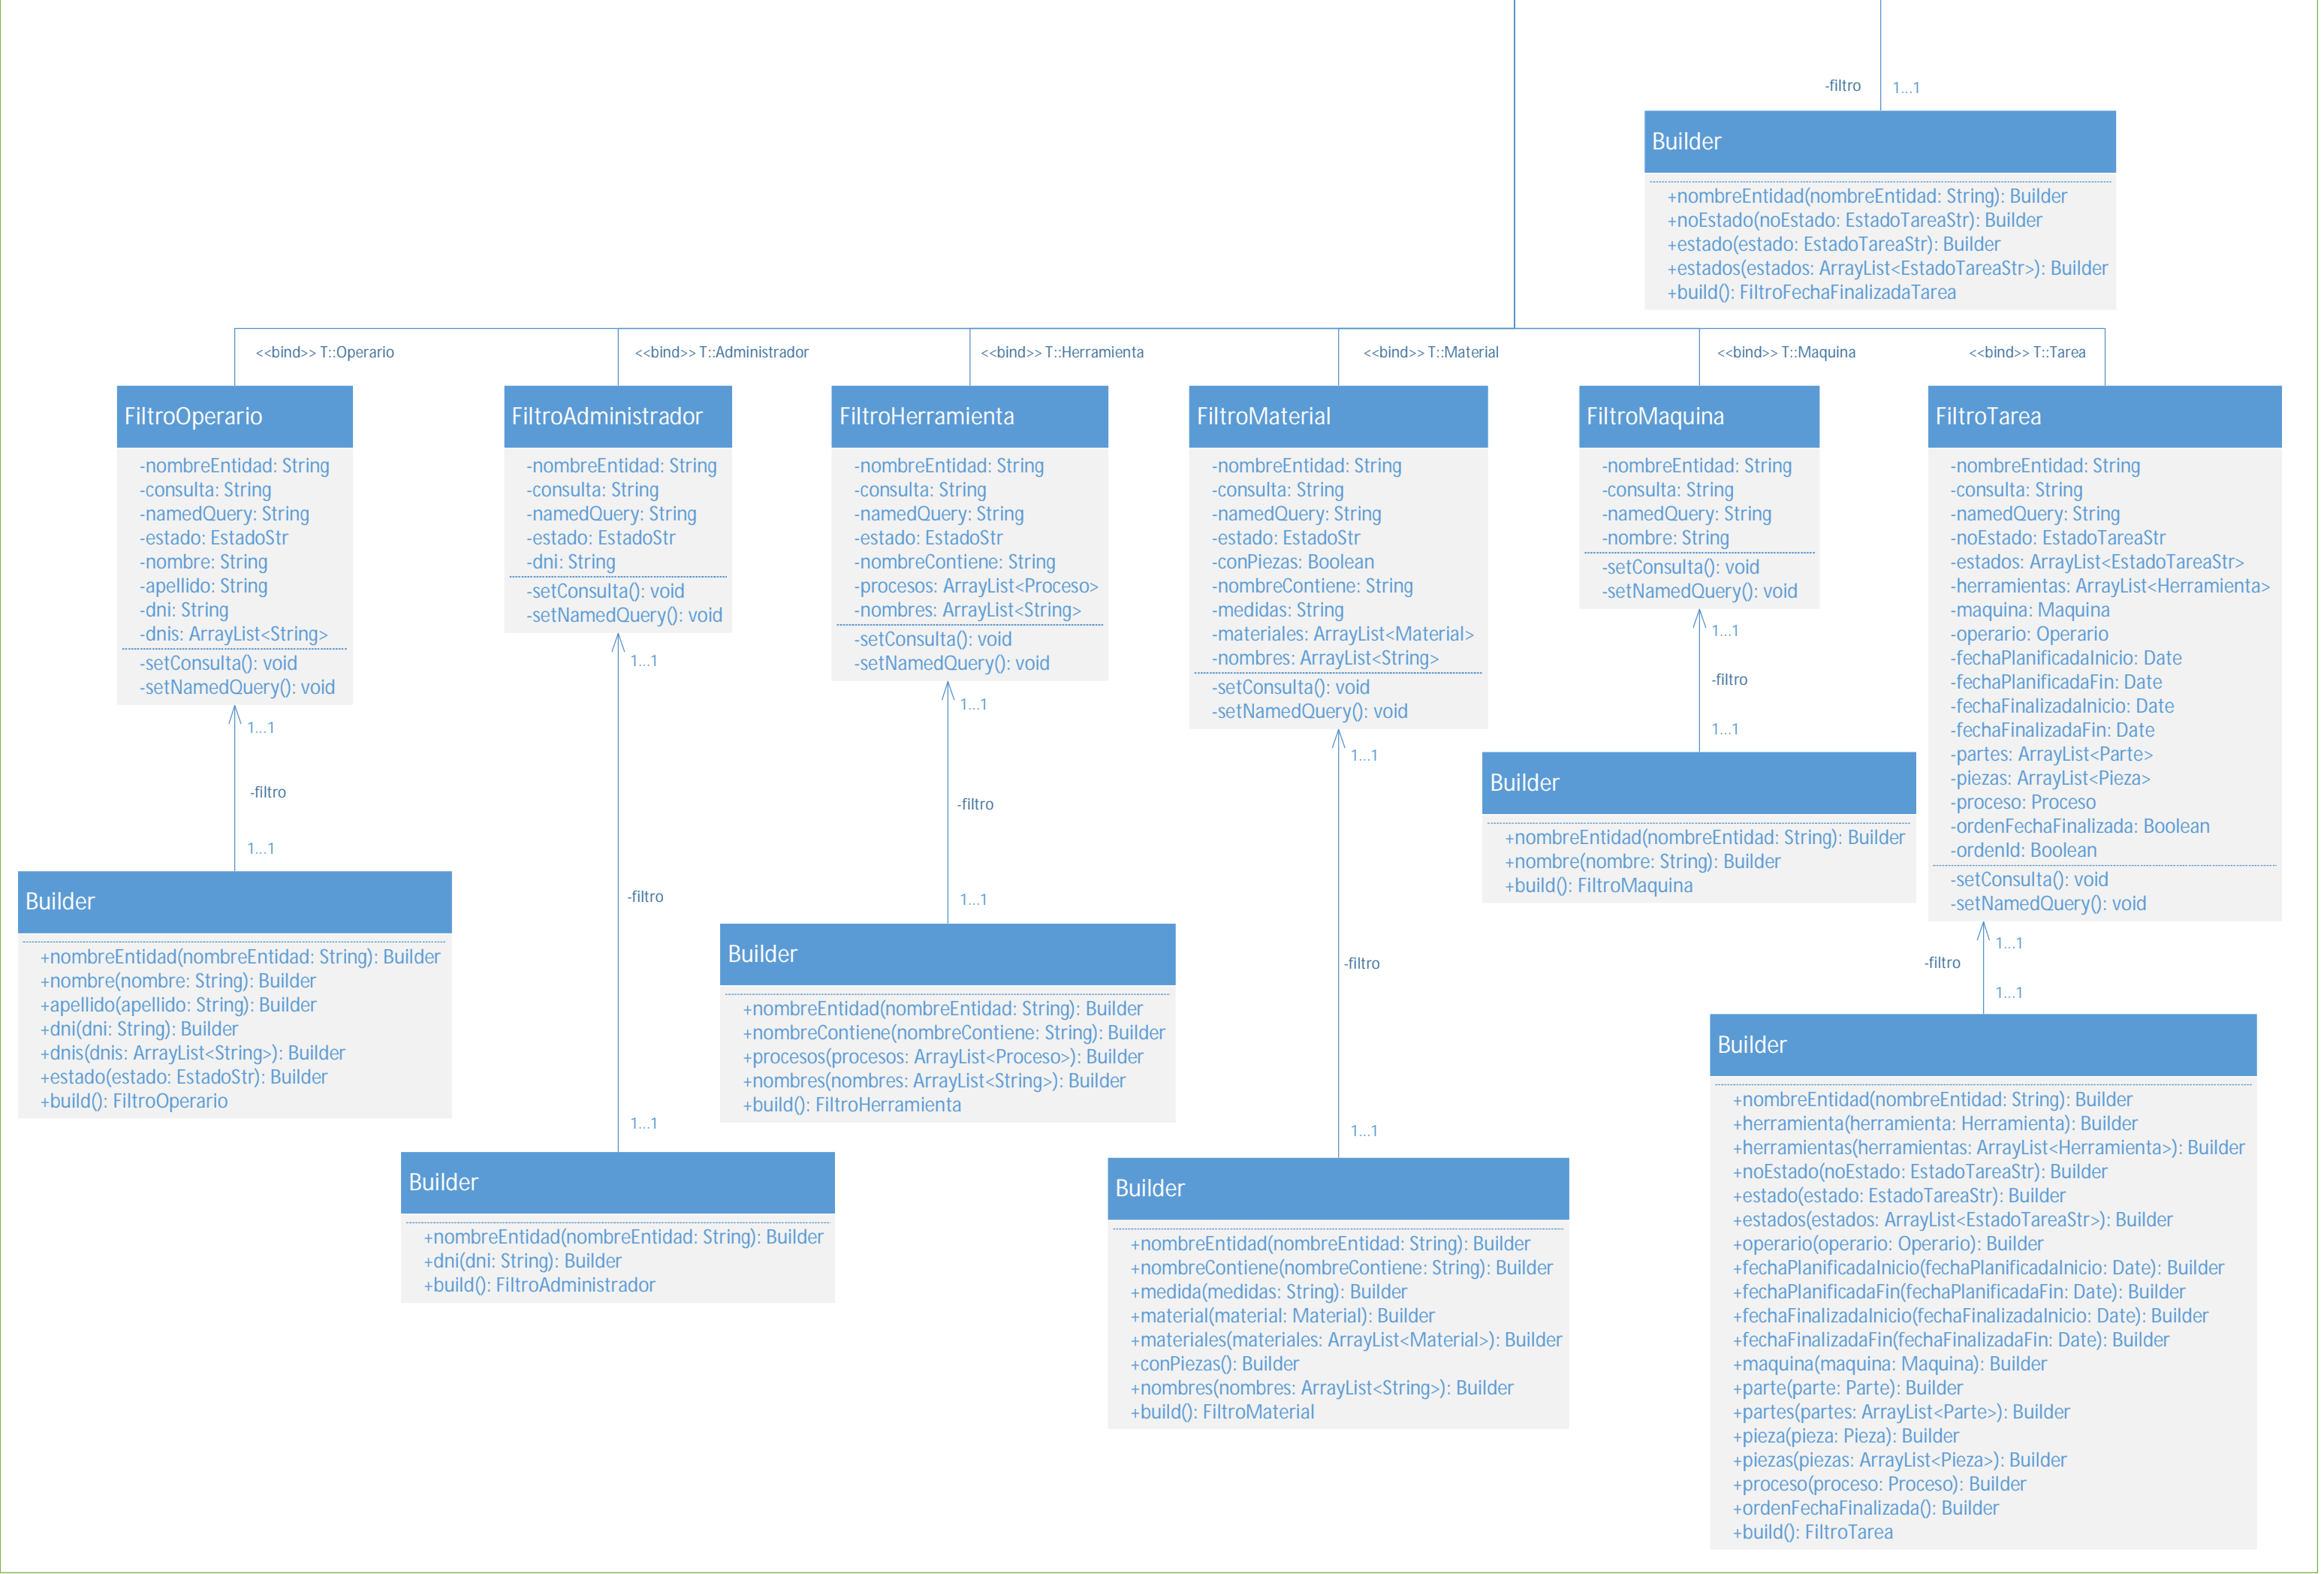 -filtro
1...1
Builder
+nombreEntidad(nombreEntidad: String): Builder
+noEstado(noEstado: EstadoTareaStr): Builder
+estado(estado: EstadoTareaStr): Builder
+estados(estados: ArrayList<EstadoTareaStr>): Builder
+build(): FiltroFechaFinalizadaTarea
<<bind>> T::Operario
<<bind>> T::Administrador
<<bind>> T::Herramienta
<<bind>> T::Material
<<bind>> T::Maquina
<<bind>> T::Tarea
FiltroOperario
-nombreEntidad: String
-consulta: String
-namedQuery: String
-estado: EstadoStr
-nombre: String
-apellido: String
-dni: String
-dnis: ArrayList<String>
-setConsulta(): void
-setNamedQuery(): void
1...1
-filtro
1...1
Builder
+nombreEntidad(nombreEntidad: String): Builder
+nombre(nombre: String): Builder
+apellido(apellido: String): Builder
+dni(dni: String): Builder
+dnis(dnis: ArrayList<String>): Builder
+estado(estado: EstadoStr): Builder
+build(): FiltroOperario
FiltroAdministrador
-nombreEntidad: String
-consulta: String
-namedQuery: String
-estado: EstadoStr
-dni: String
-setConsulta(): void
-setNamedQuery(): void
1...1
-filtro
1...1
Builder
+nombreEntidad(nombreEntidad: String): Builder
+dni(dni: String): Builder
+build(): FiltroAdministrador
FiltroHerramienta
-nombreEntidad: String
-consulta: String
-namedQuery: String
-estado: EstadoStr
-nombreContiene: String
-procesos: ArrayList<Proceso>
-nombres: ArrayList<String>
-setConsulta(): void
-setNamedQuery(): void
1...1
-filtro
1...1
Builder
+nombreEntidad(nombreEntidad: String): Builder
+nombreContiene(nombreContiene: String): Builder
+procesos(procesos: ArrayList<Proceso>): Builder
+nombres(nombres: ArrayList<String>): Builder
+build(): FiltroHerramienta
FiltroMaterial
-nombreEntidad: String
-consulta: String
-namedQuery: String
-estado: EstadoStr
-conPiezas: Boolean
-nombreContiene: String
-medidas: String
-materiales: ArrayList<Material>
-nombres: ArrayList<String>
-setConsulta(): void
-setNamedQuery(): void
1...1
-filtro
1...1
Builder
+nombreEntidad(nombreEntidad: String): Builder
+nombreContiene(nombreContiene: String): Builder
+medida(medidas: String): Builder
+material(material: Material): Builder
+materiales(materiales: ArrayList<Material>): Builder
+conPiezas(): Builder
+nombres(nombres: ArrayList<String>): Builder
+build(): FiltroMaterial
FiltroMaquina
-nombreEntidad: String
-consulta: String
-namedQuery: String
-nombre: String
-setConsulta(): void
-setNamedQuery(): void
1...1
-filtro
1...1
Builder
+nombreEntidad(nombreEntidad: String): Builder
+nombre(nombre: String): Builder
+build(): FiltroMaquina
FiltroTarea
-nombreEntidad: String
-consulta: String
-namedQuery: String
-noEstado: EstadoTareaStr
-estados: ArrayList<EstadoTareaStr>
-herramientas: ArrayList<Herramienta>
-maquina: Maquina
-operario: Operario
-fechaPlanificadaInicio: Date
-fechaPlanificadaFin: Date
-fechaFinalizadaInicio: Date
-fechaFinalizadaFin: Date
-partes: ArrayList<Parte>
-piezas: ArrayList<Pieza>
-proceso: Proceso
-ordenFechaFinalizada: Boolean
-ordenId: Boolean
-setConsulta(): void
-setNamedQuery(): void
1...1
-filtro
1...1
Builder
+nombreEntidad(nombreEntidad: String): Builder
+herramienta(herramienta: Herramienta): Builder
+herramientas(herramientas: ArrayList<Herramienta>): Builder
+noEstado(noEstado: EstadoTareaStr): Builder
+estado(estado: EstadoTareaStr): Builder
+estados(estados: ArrayList<EstadoTareaStr>): Builder
+operario(operario: Operario): Builder
+fechaPlanificadaInicio(fechaPlanificadaInicio: Date): Builder
+fechaPlanificadaFin(fechaPlanificadaFin: Date): Builder
+fechaFinalizadaInicio(fechaFinalizadaInicio: Date): Builder
+fechaFinalizadaFin(fechaFinalizadaFin: Date): Builder
+maquina(maquina: Maquina): Builder
+parte(parte: Parte): Builder
+partes(partes: ArrayList<Parte>): Builder
+pieza(pieza: Pieza): Builder
+piezas(piezas: ArrayList<Pieza>): Builder
+proceso(proceso: Proceso): Builder
+ordenFechaFinalizada(): Builder
+build(): FiltroTarea